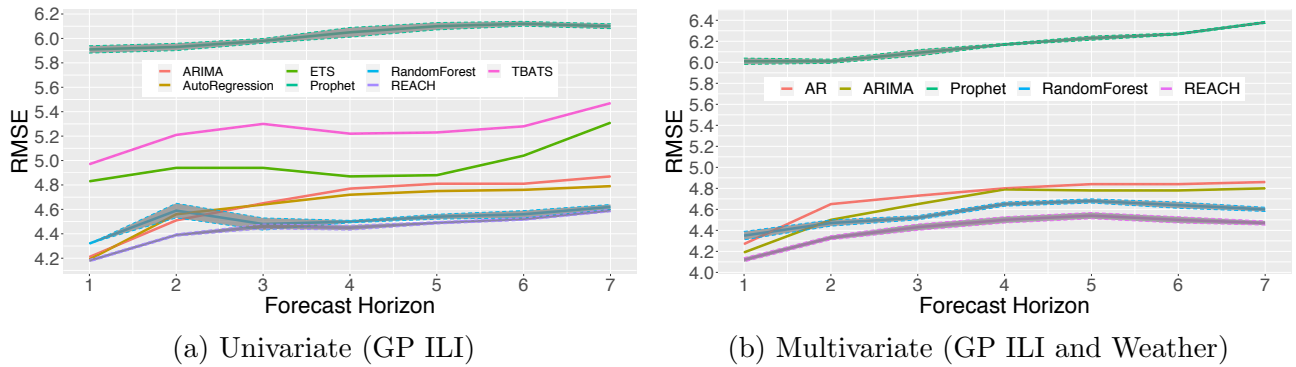 6.2
6.0
5.8
5.6
5.4
5.2
5.0
4.8
4.6
4.4
4.2
RMSE
ARIMA ETS RandomForest TBATS
AutoRegression Prophet REACH
1 2 3 4 5 6 7
Forecast Horizon
(a) Univariate (GP ILI)
6.4
6.2
6.0
5.8
5.6
5.4
5.2
5.0
4.8
4.6
4.4
4.2
4.0
RMSE
AR ARIMA Prophet RandomForest REACH
1 2 3 4 5 6 7
Forecast Horizon
(b) Multivariate (GP ILI and Weather)